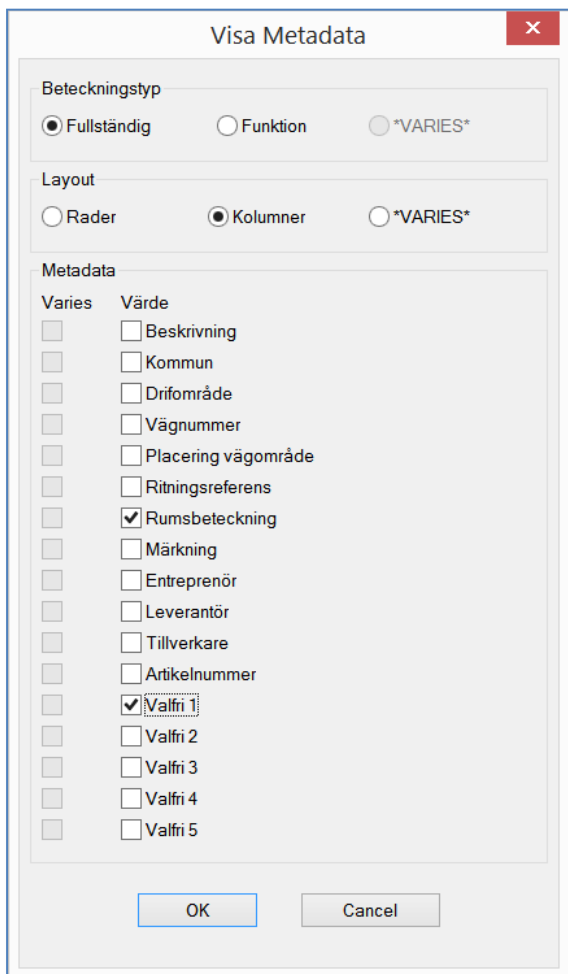 Visa Metadata
Beteckningstyp
Fullständig Funktion *VARIES*
Layout
Rader Kolumner *VARIES*
Metadata
Varies Värde
Beskrivning
Kommun
Drifområde
Vägnummer
Placering vägområde
Ritningsreferens
Rumsbeteckning
Märkning
Entreprenör
Leverantör
Tillverkare
Artikelnummer
Valfri 1
Valfri 2
Valfri 3
Valfri 4
Valfri 5
OK Cancel